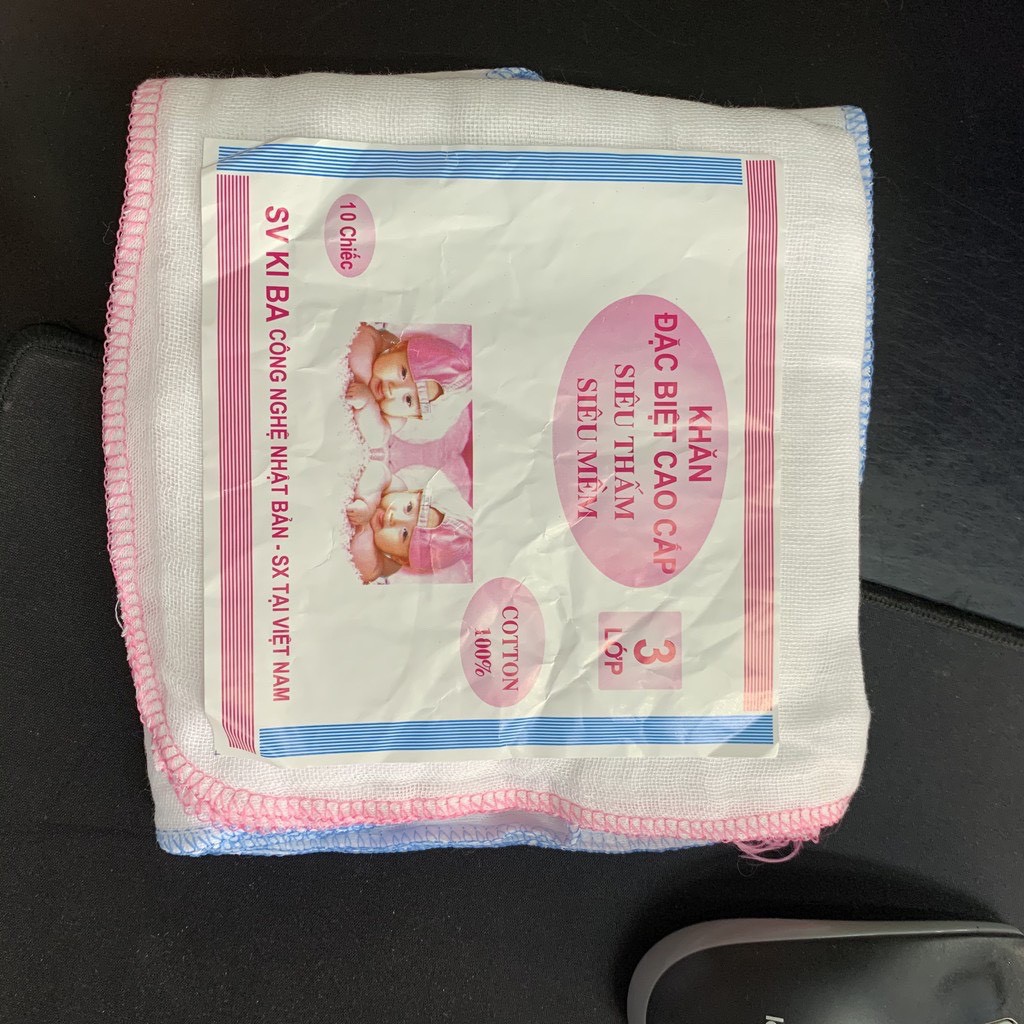 KHĂN
ĐẶC BIỆT CAO CẤP
SIÊU THẤM
SIÊU MỀM
3
LỚP
COTTON
100%
10 Chiếc
SV KI BA CÔNG NGHỆ NHẬT BẢN - SX TẠI VIỆT NAM